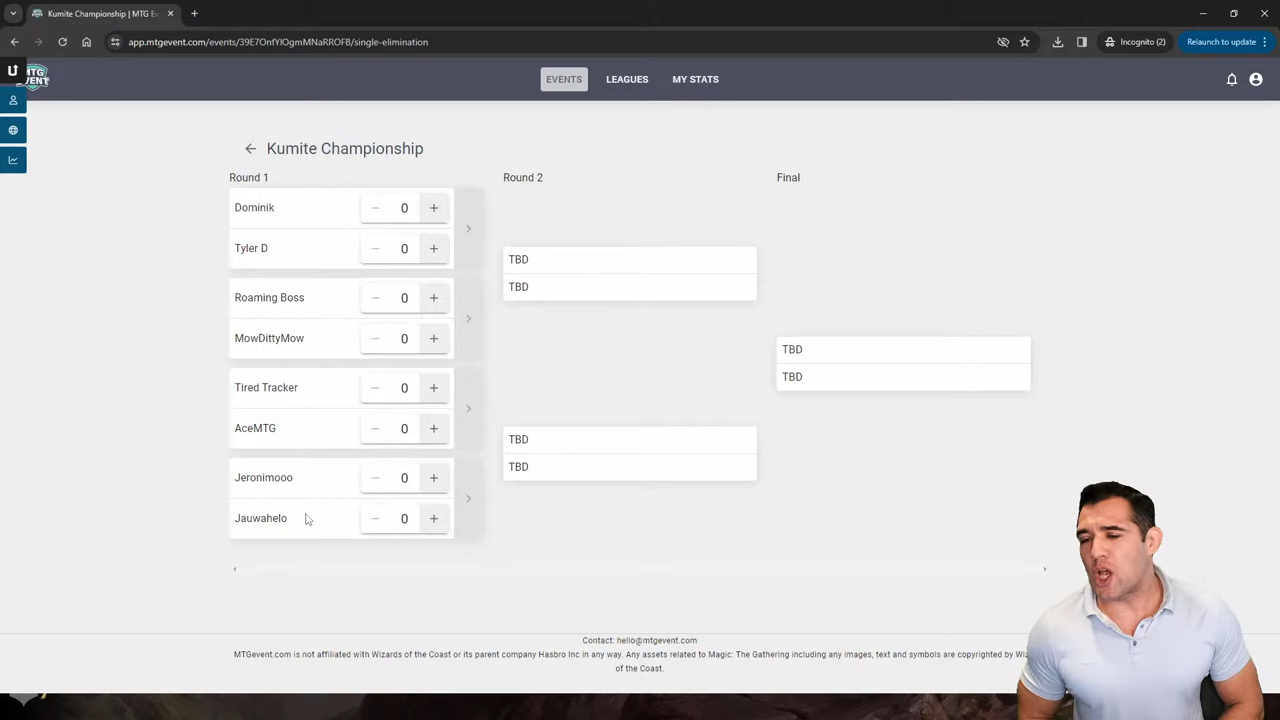 Kumite Championship | MTG Ev
app.mtgevent.com/events/39E7OnfYlOgmMNaRROFB/single-elimination
Incognito (2)
Relaunch to update
MTG
EVENT
EVENTS
LEAGUES
MY STATS
Kumite Championship
Round 1
Round 2
Final
Dominik
0
Tyler D
0
Roaming Boss
0
MowDittyMow
0
Tired Tracker
0
AceMTG
0
Jeronimooo
0
Jauwahelo
0
TBD
TBD
TBD
TBD
TBD
TBD
Contact: hello@mtgevent.com
MTGevent.com is not affiliated with Wizards of the Coast or its parent company Hasbro Inc in any way. Any assets related to Magic: The Gathering including any images, text and symbols are copyrighted by Wiz
of the Coast.